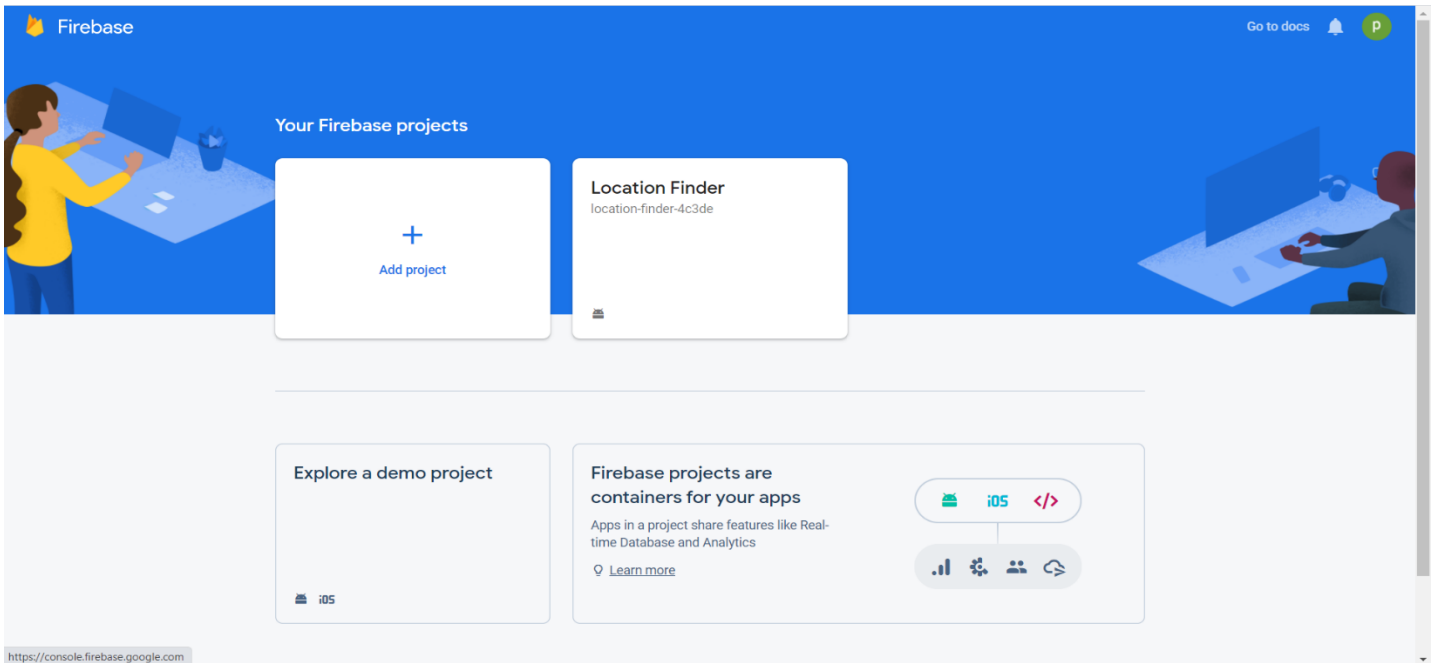 Firebase
Go to docs
p
Your Firebase projects
Add project
Location Finder
location-finder-4c3de
Explore a demo project
iOS
Firebase projects are
containers for your apps
Apps in a project share features like Real-
time Database and Analytics
Learn more
iOS </>
https://console.firebase.google.com